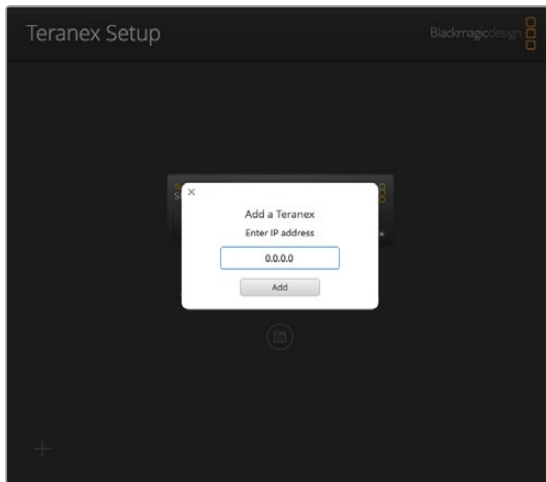 Teranex Setup
Blackmagicdesign
Add a Teranex
Enter IP address
0.0.0.0
Add